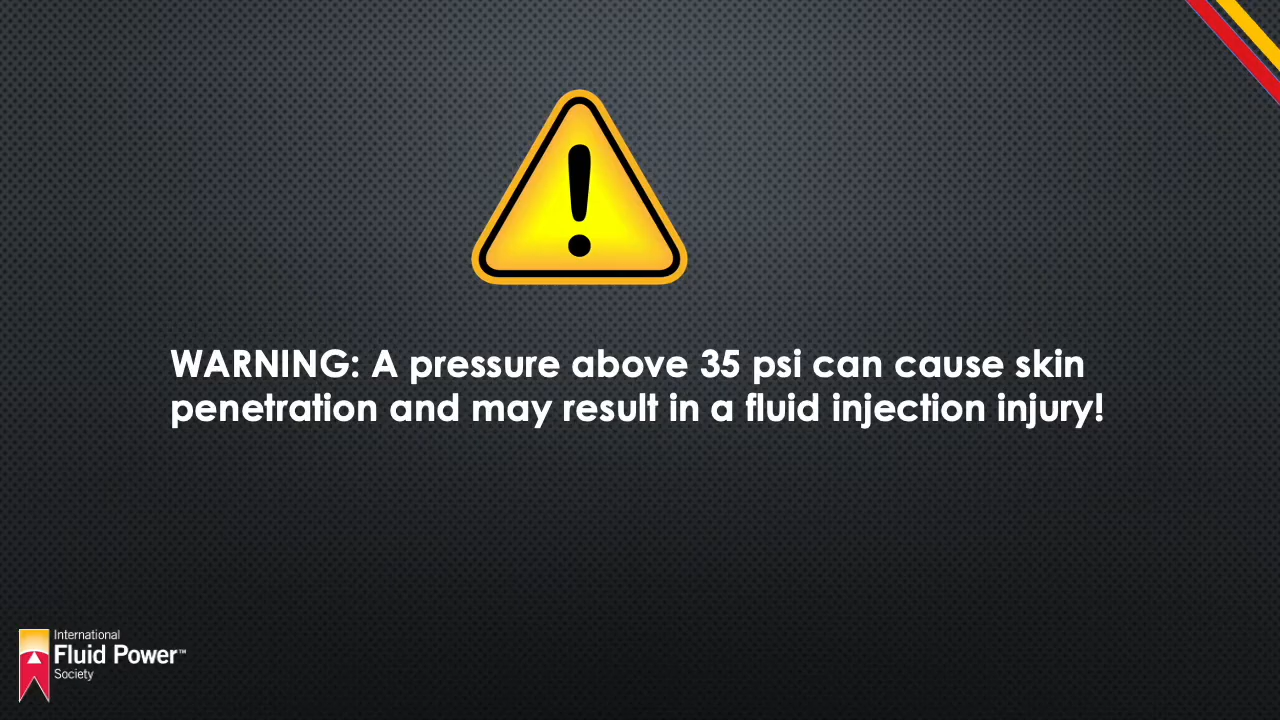 !
WARNING: A pressure above 35 psi can cause skin
penetration and may result in a fluid injection injury!
International
Fluid Power™
Society